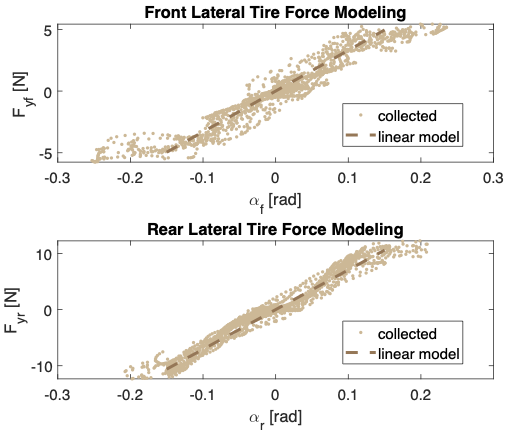 Front Lateral Tire Force Modeling
5
0
-5
F_yf [N]
collected
linear model
-0.3
-0.2
-0.1
0
0.1
0.2
0.3
α_f [rad]
Rear Lateral Tire Force Modeling
10
0
-10
F_yr [N]
collected
linear model
-0.3
-0.2
-0.1
0
0.1
0.2
α_r [rad]